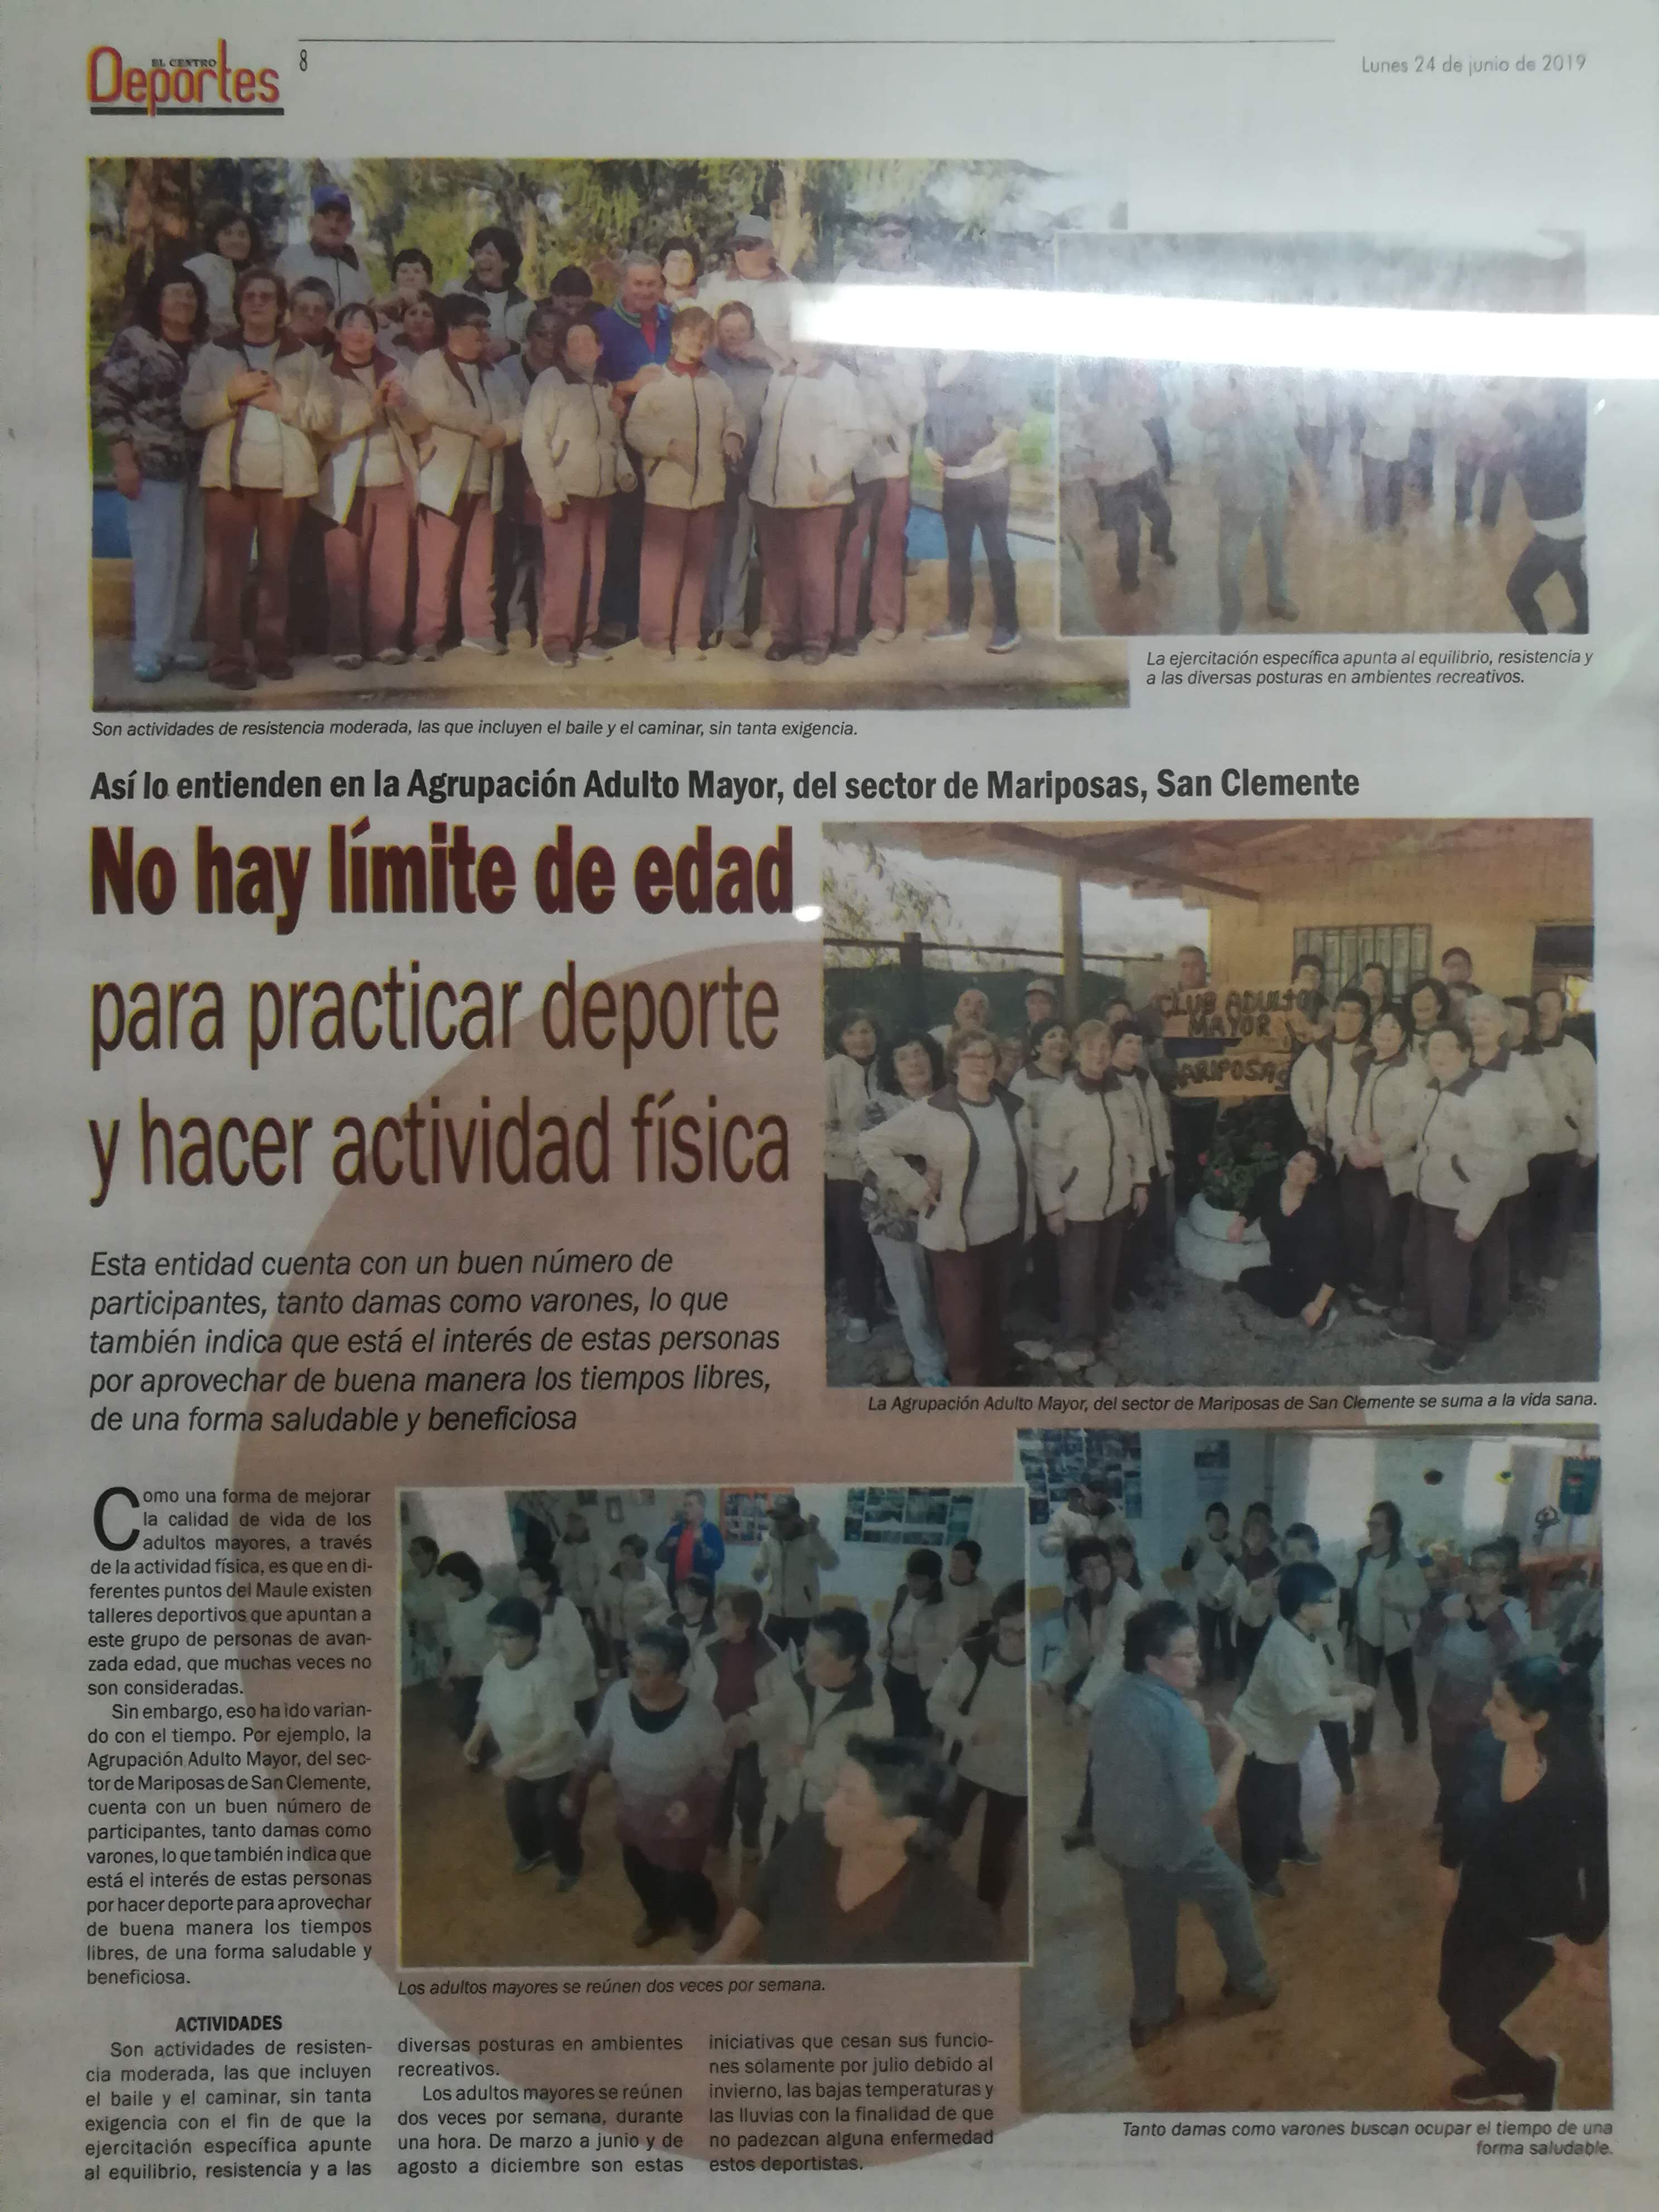 EL CENTRO
Deportes
8
Lunes 24 de junio de 2019
La ejercitación específica apunta al equilibrio, resistencia y
a las diversas posturas en ambientes recreativos.
Son actividades de resistencia moderada, las que incluyen el baile y el caminar, sin tanta exigencia.
Así lo entienden en la Agrupación Adulto Mayor, del sector de Mariposas, San Clemente
No hay límite de edad
para practicar deporte
y hacer actividad física
CLUB ADULTO
MAYOR
MARIPOSAS
Esta entidad cuenta con un buen número de
participantes, tanto damas como varones, lo que
también indica que está el interés de estas personas
por aprovechar de buena manera los tiempos libres,
de una forma saludable y beneficiosa
La Agrupación Adulto Mayor, del sector de Mariposas de San Clemente se suma a la vida sana.
Como una forma de mejorar
la calidad de vida de los
adultos mayores, a través
de la actividad física, es que en di-
ferentes puntos del Maule existen
talleres deportivos que apuntan a
este grupo de personas de avan-
zada edad, que muchas veces no
son consideradas.
Sin embargo, eso ha ido varian-
do con el tiempo. Por ejemplo, la
Agrupación Adulto Mayor, del sec-
tor de Mariposas de San Clemente,
cuenta con un buen número de
participantes, tanto damas como
varones, lo que también indica que
está el interés de estas personas
por hacer deporte para aprovechar
de buena manera los tiempos
libres, de una forma saludable y
beneficiosa.
ACTIVIDADES
Son actividades de resisten-
cia moderada, las que incluyen
el baile y el caminar, sin tanta
exigencia con el fin de que la
ejercitación específica apunte
al equilibrio, resistencia y a las
Los adultos mayores se reúnen dos veces por semana.
diversas posturas en ambientes
recreativos.
Los adultos mayores se reúnen
dos veces por semana, durante
una hora. De marzo a junio y de
agosto a diciembre son estas
iniciativas que cesan sus funcio-
nes solamente por julio debido al
invierno, las bajas temperaturas y
las lluvias con la finalidad de que
no padezcan alguna enfermedad
estos deportistas.
Tanto damas como varones buscan ocupar el tiempo de una
forma saludable.